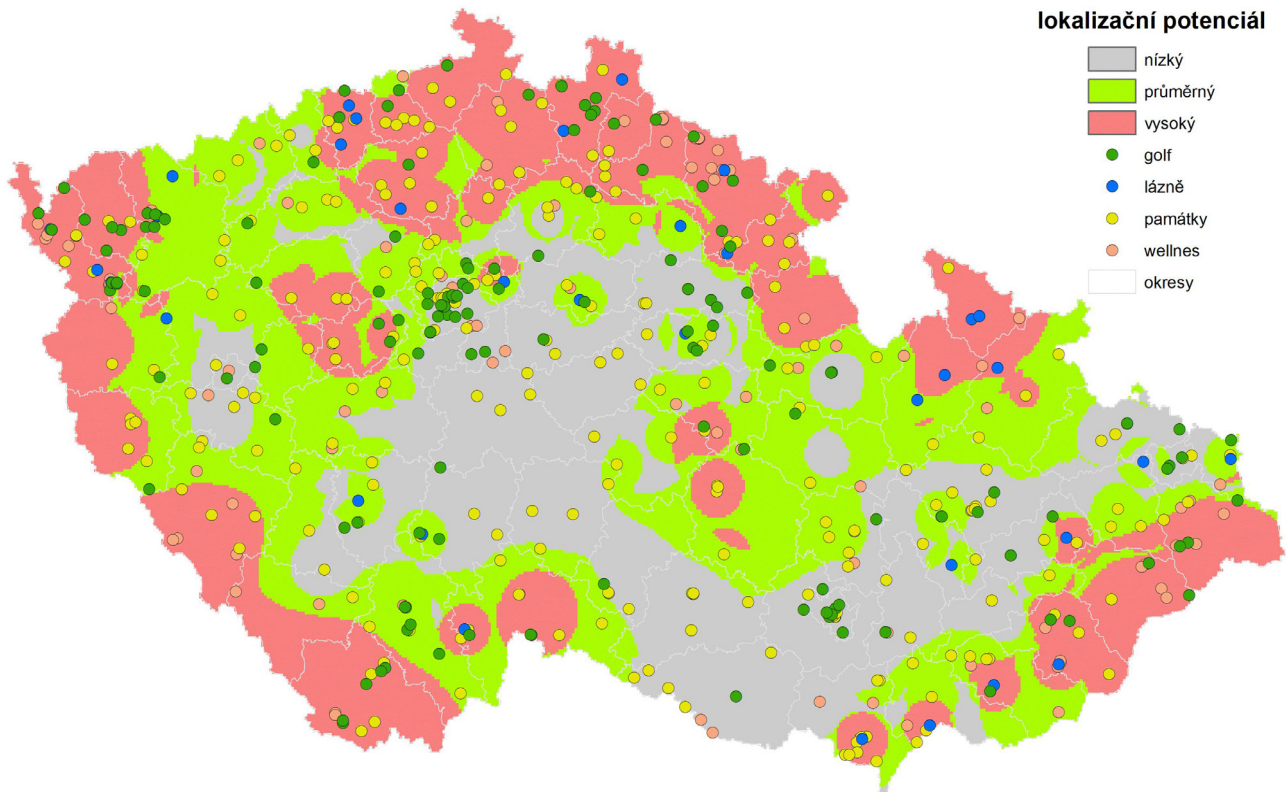 lokalizační potenciál
nízký
průměrný
vysoký
golf
lázně
památky
wellnes
okresy